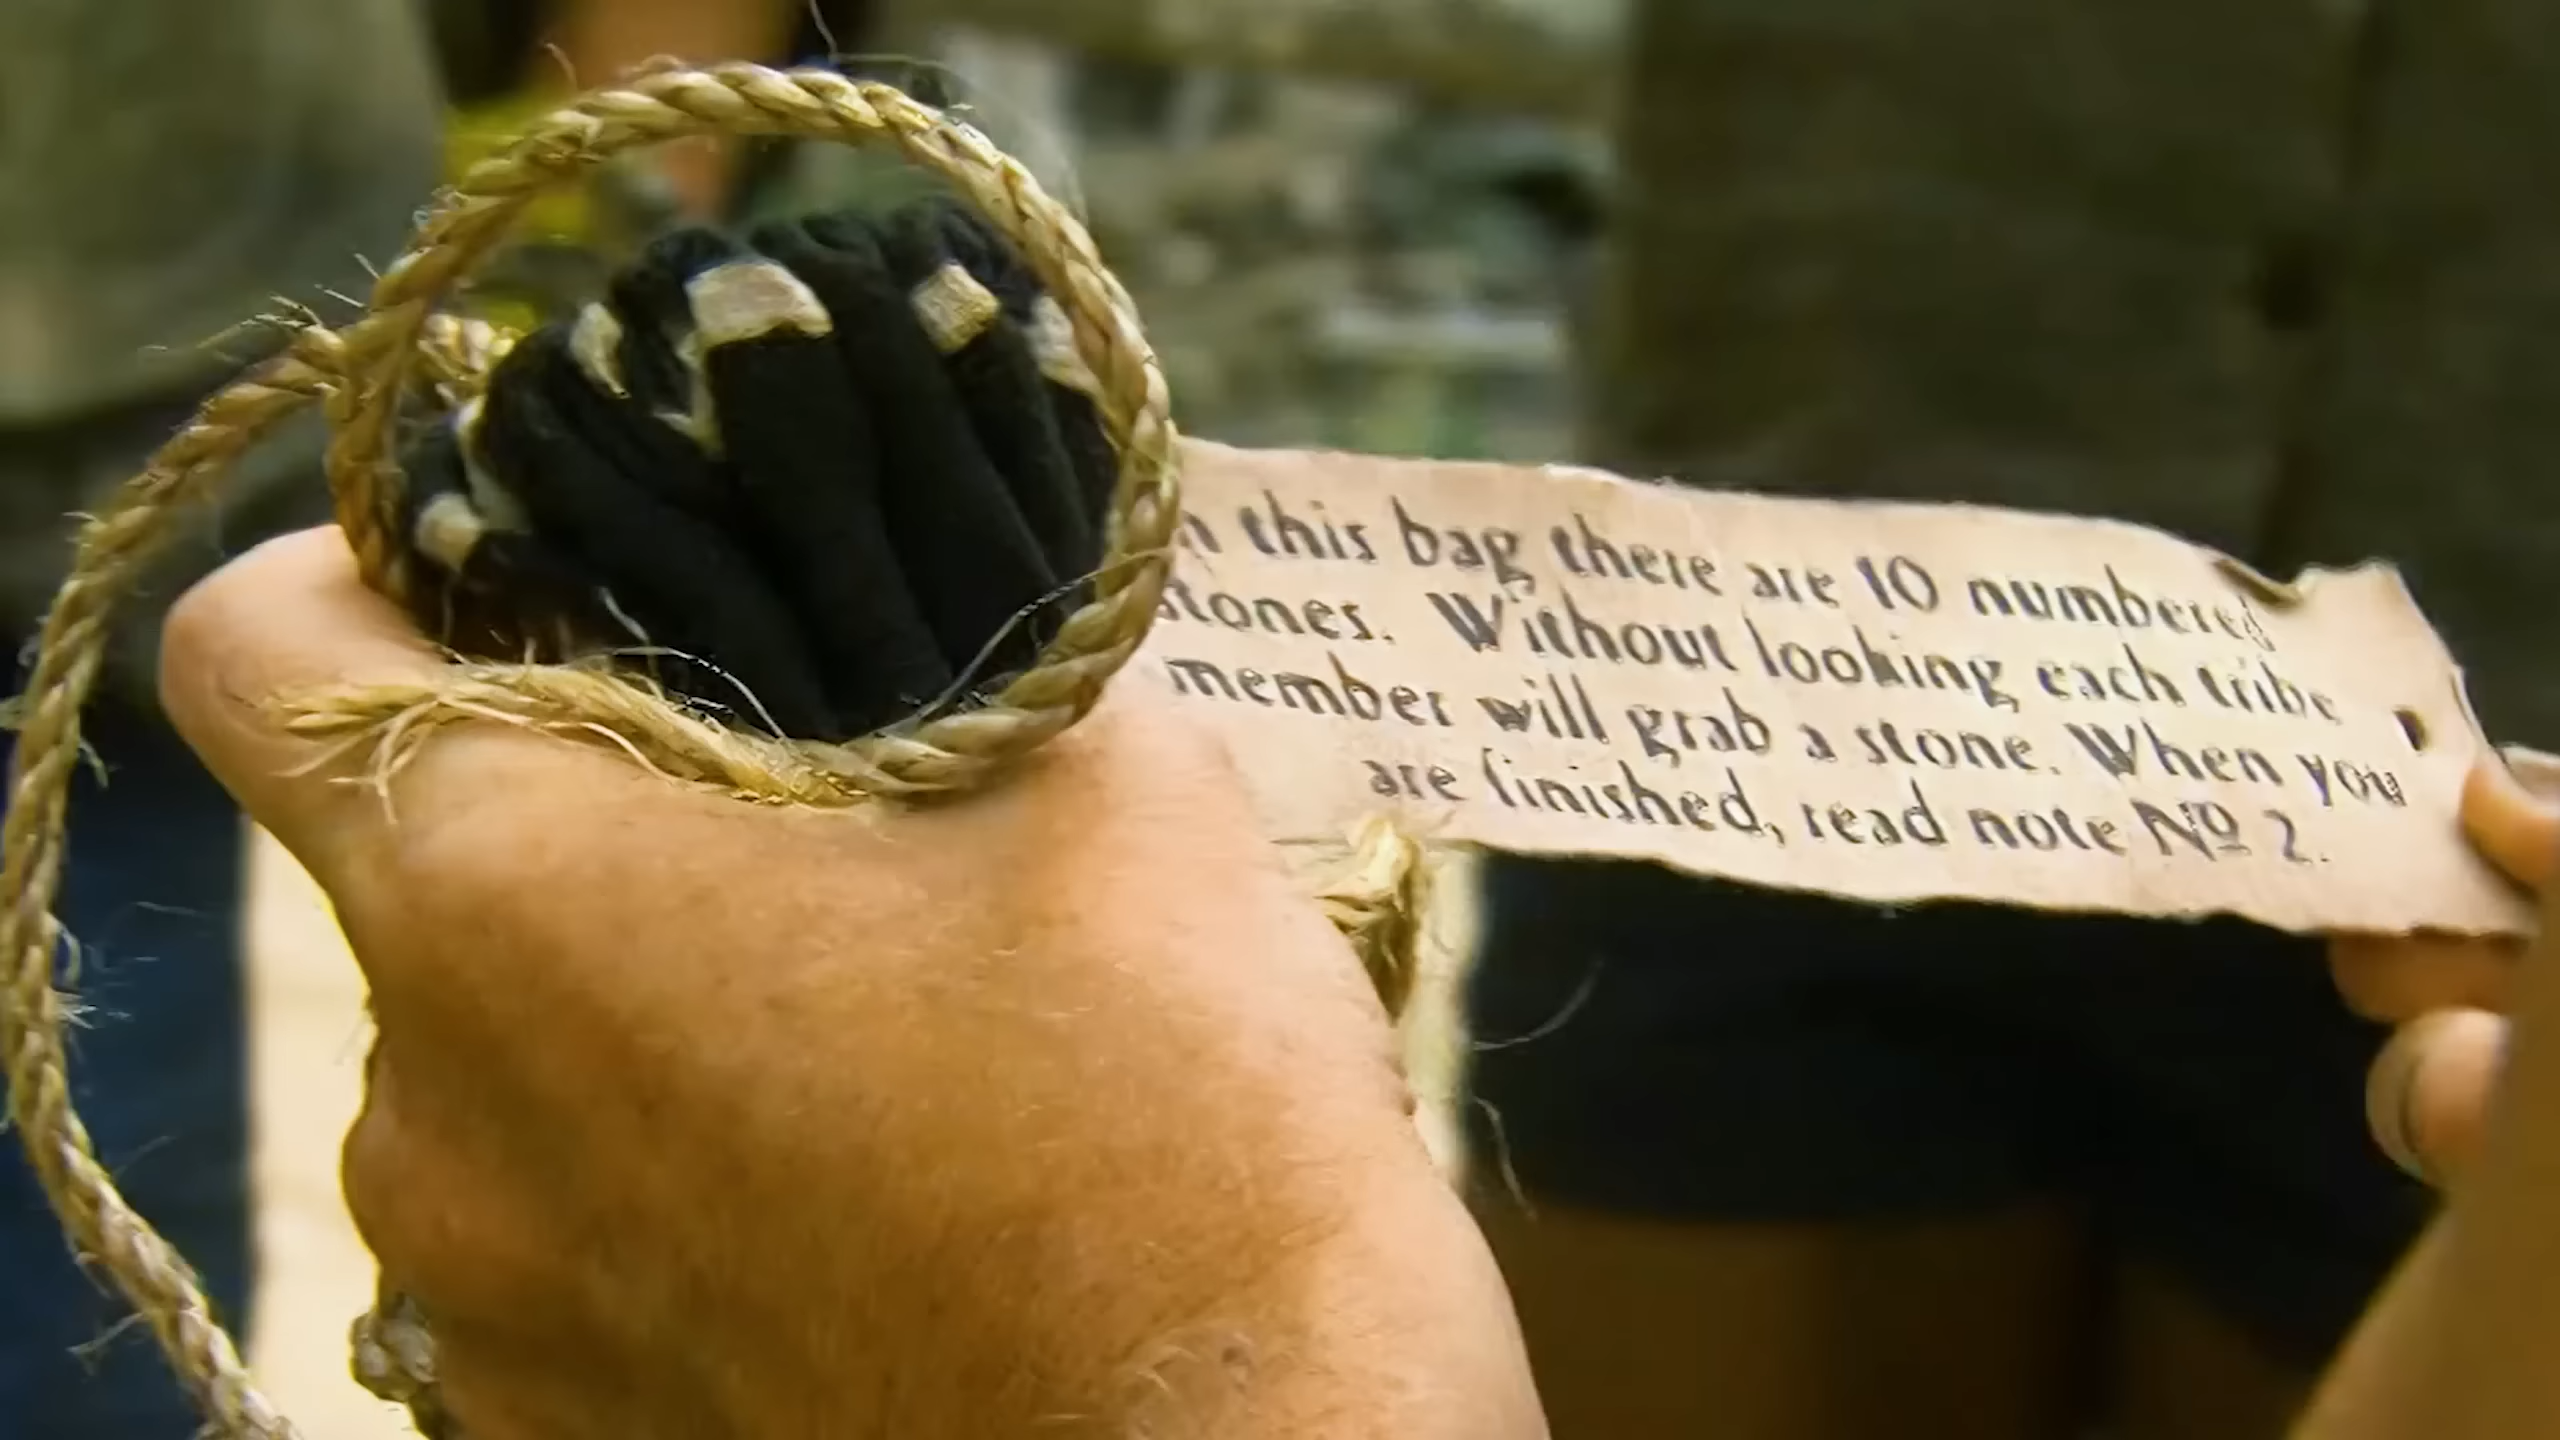 n this bag there are 10 numbered
stones. Without looking each tribe
member will grab a stone. When you
are finished, read note Nº 2.